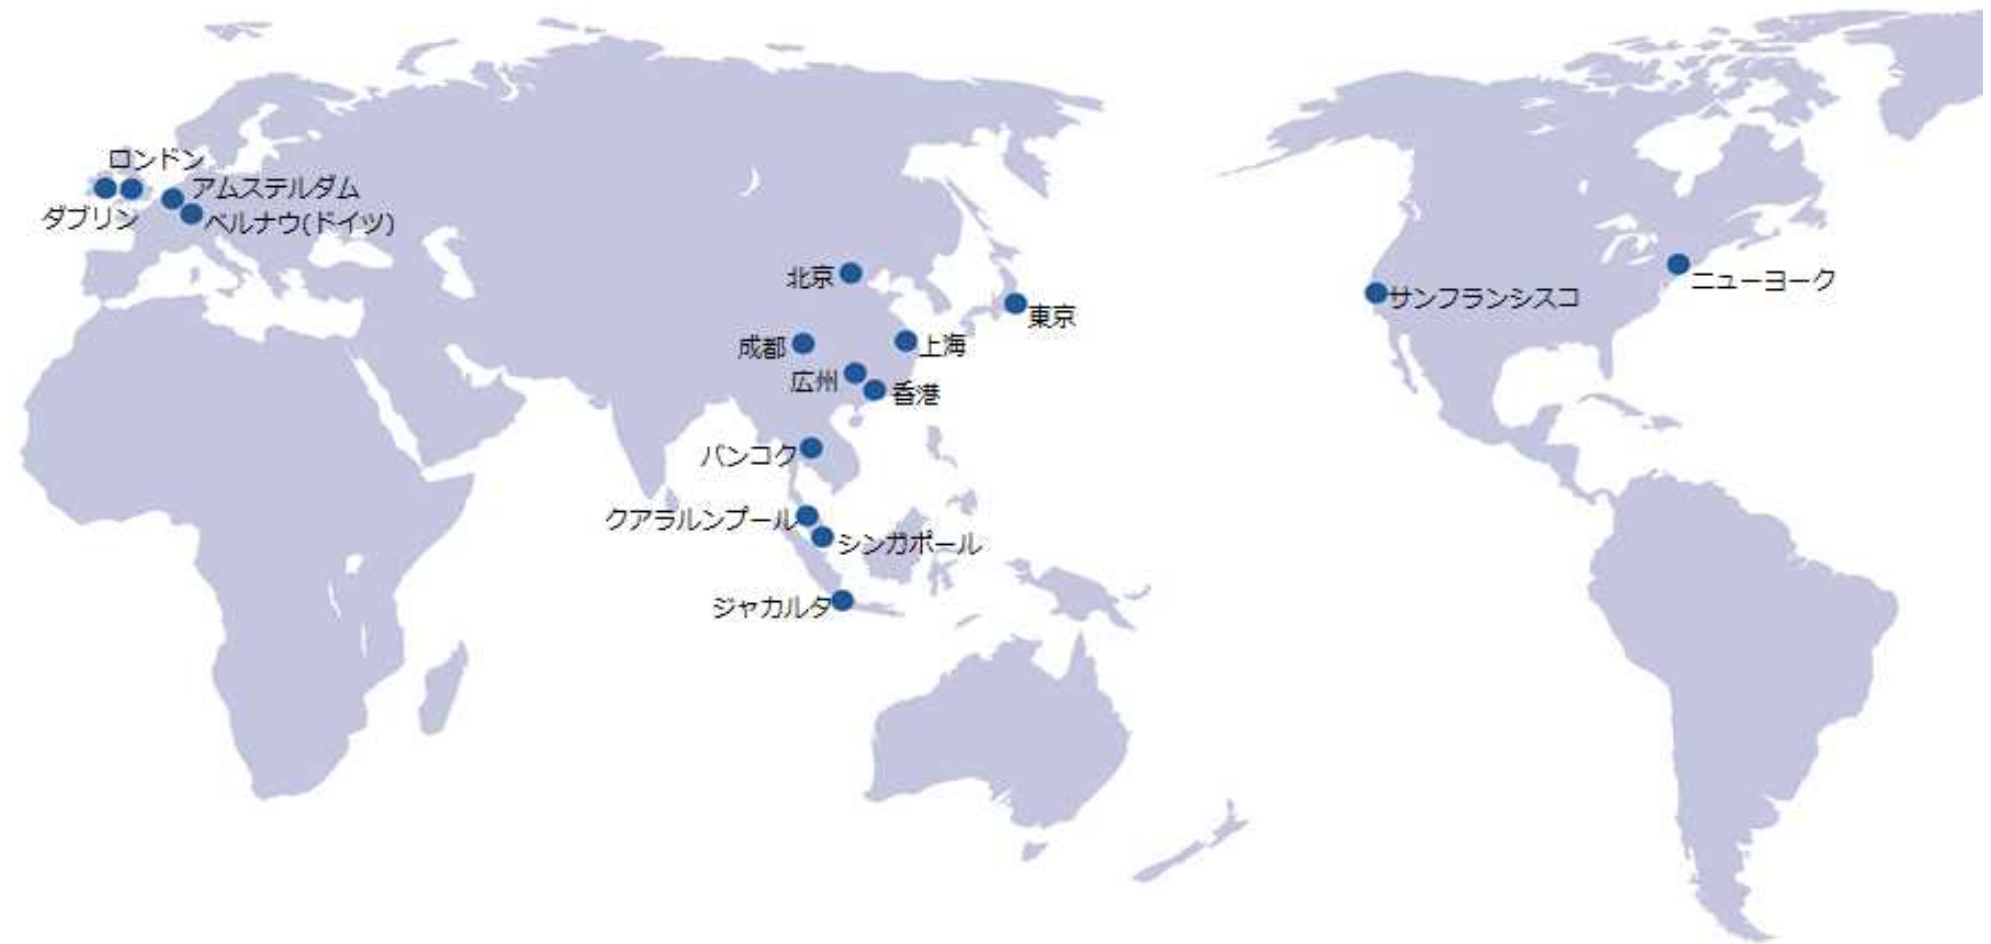 ロンドン
アムステルダム
ダブリン
ベルナウ(ドイツ)
北京
東京
成都
上海
広州
香港
バンコク
クアラルンプール
シンガポール
ジャカルタ
サンフランシスコ
ニューヨーク